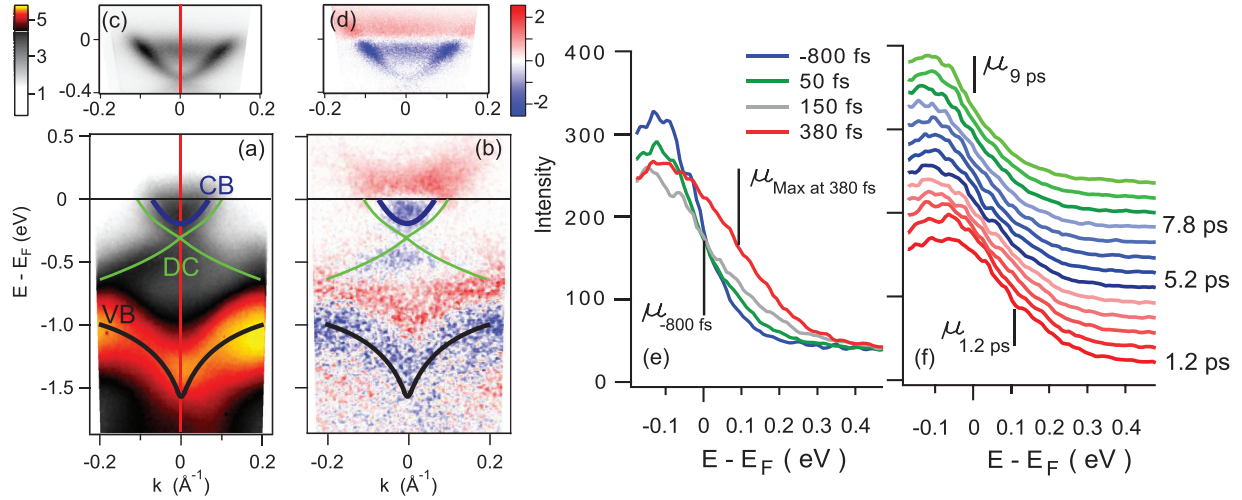 (c)
(d)
5
3
1
0
-0.4
-0.2
0
0.2
-0.2
0
0.2
2
0
-2
(a)
(b)
CB
DC
VB
0.5
0
-0.5
-1.0
-1.5
E - E_F (eV)
-0.2
0
0.2
k (Å⁻¹)
-0.2
0
0.2
k (Å⁻¹)
400
300
200
100
0
Intensity
-800 fs
50 fs
150 fs
380 fs
μ Max at 380 fs
μ -800 fs
(e)
-0.1
0
0.1
0.2
0.3
0.4
E - E_F ( eV )
μ 9 ps
7.8 ps
5.2 ps
1.2 ps
μ 1.2 ps
(f)
-0.1
0
0.1
0.2
0.3
0.4
E - E_F ( eV )